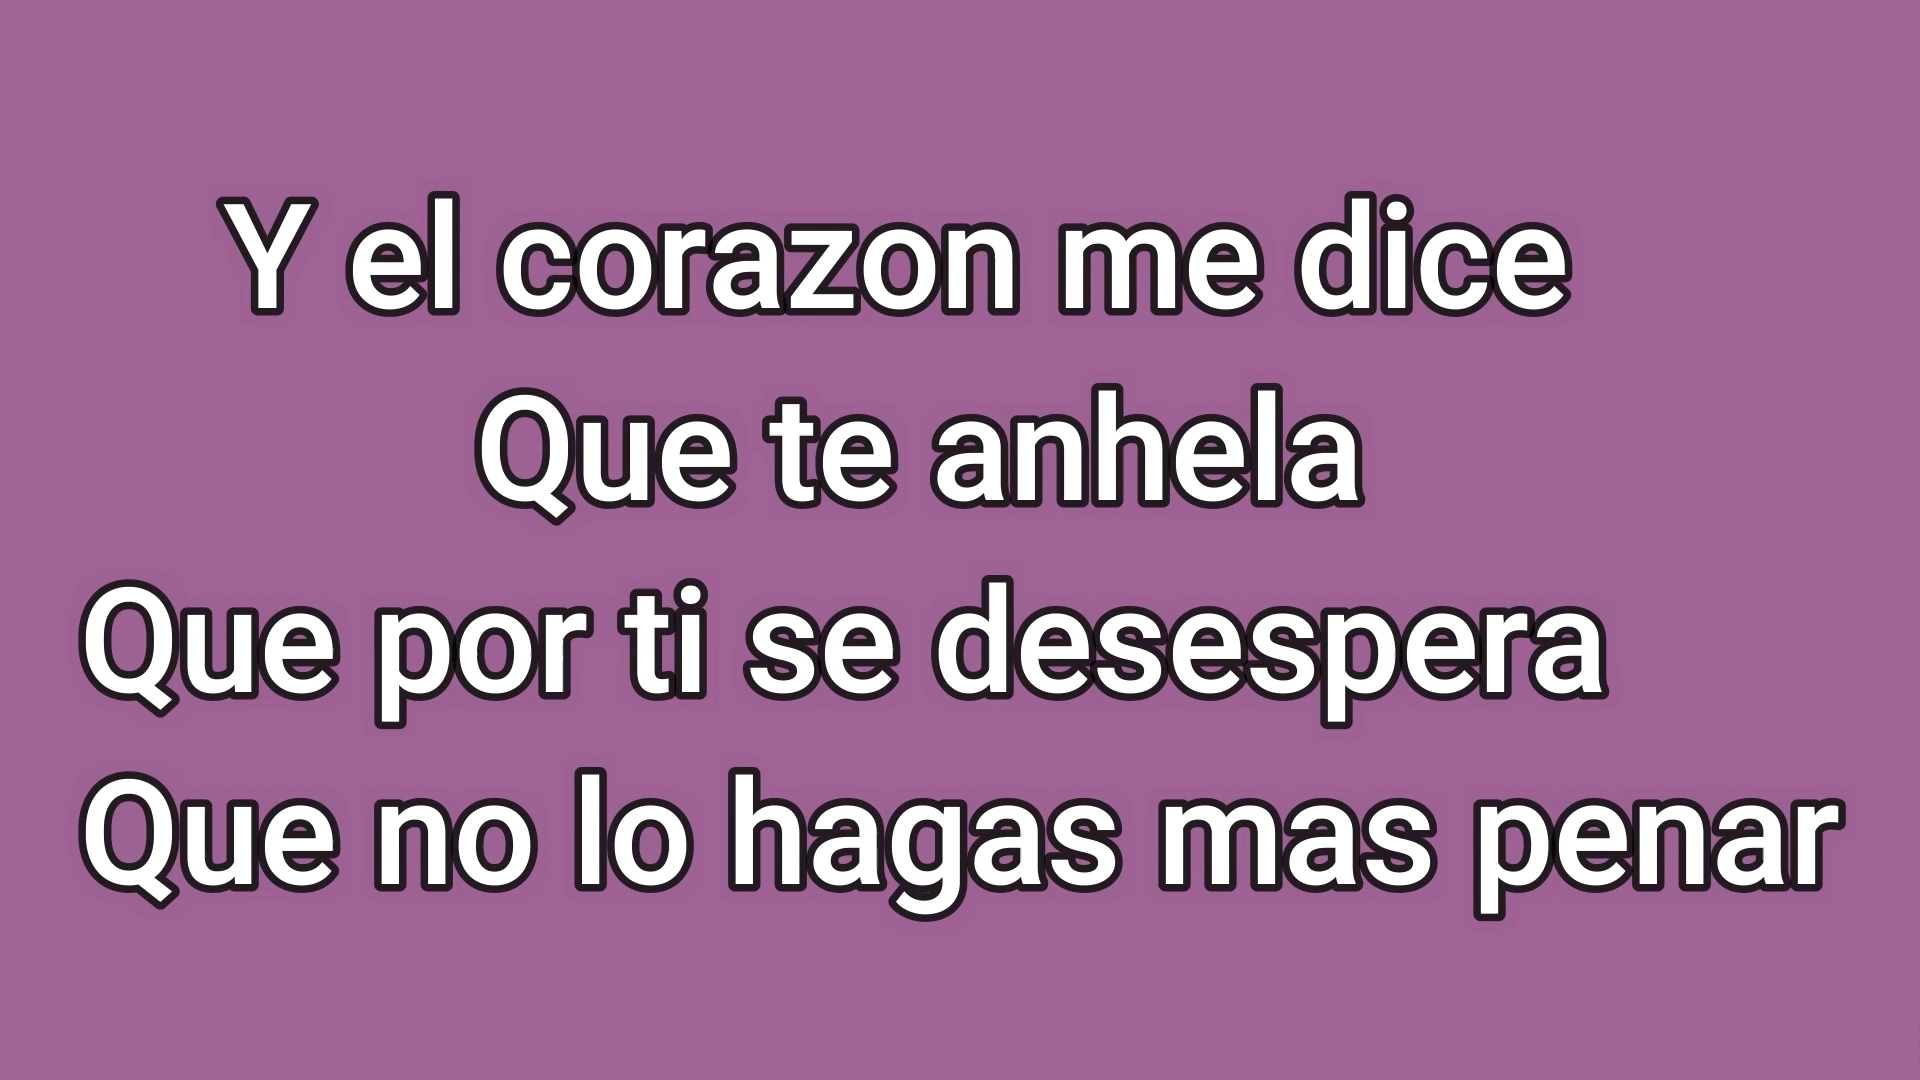 Y el corazon me dice
Que te anhela
Que por ti se desespera
Que no lo hagas mas penar